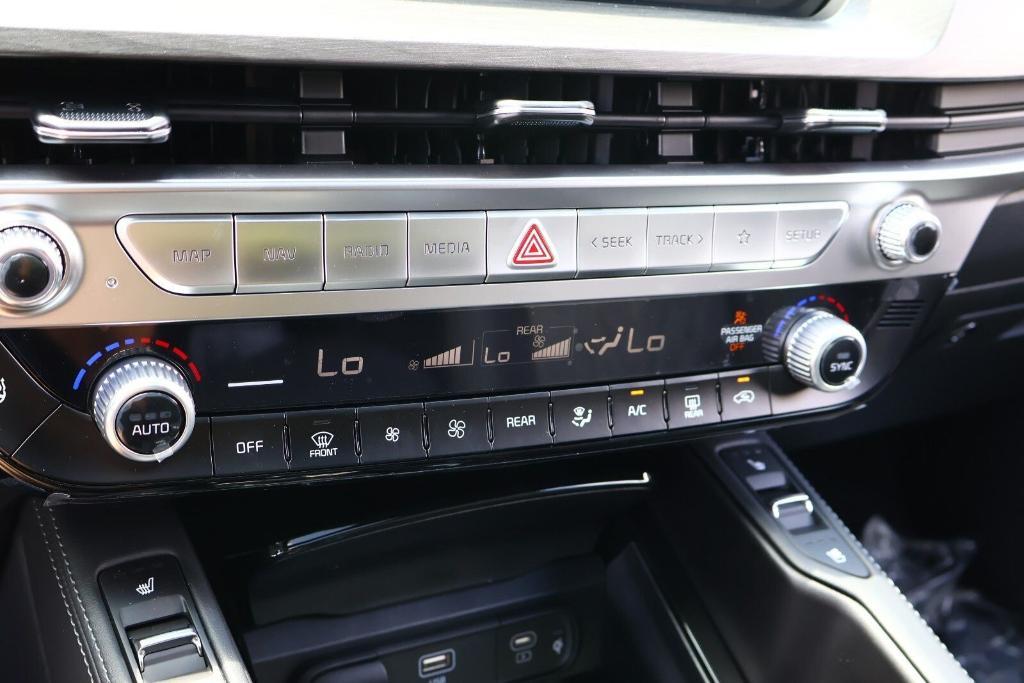 MAP NAV RADIO MEDIA < SEEK TRACK > SETUP
REAR
Lo Lo Lo
PASSENGER
AIR BAG
OFF
AUTO SYNC
OFF FRONT REAR A/C REAR
USB